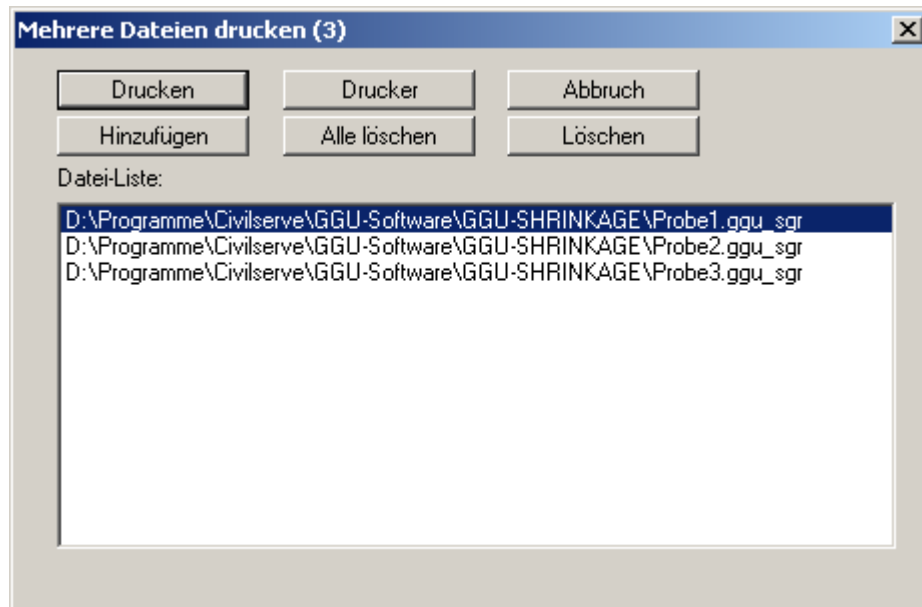 Mehrere Dateien drucken (3)
Drucken Drucker Abbruch
Hinzufügen Alle löschen Löschen
Datei-Liste:
D:\Programme\Civilserve\GGU-Software\GGU-SHRINKAGE\Probe1.ggu_sgr
D:\Programme\Civilserve\GGU-Software\GGU-SHRINKAGE\Probe2.ggu_sgr
D:\Programme\Civilserve\GGU-Software\GGU-SHRINKAGE\Probe3.ggu_sgr